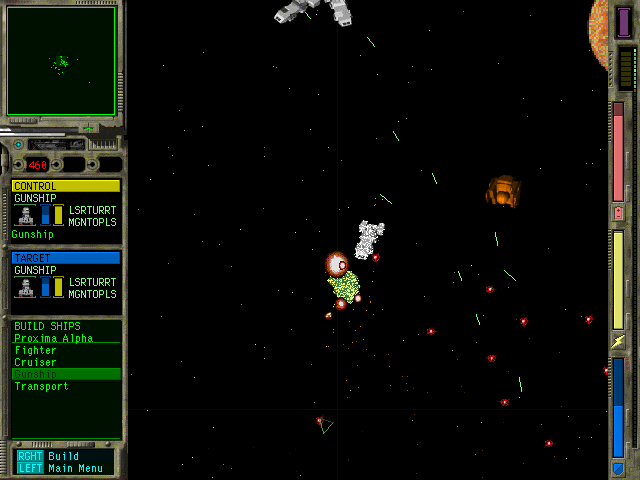 460
CONTROL
GUNSHIP
LSRTURRT
MGNTOPLS
Gunship
TARGET
GUNSHIP
LSRTURRT
MGNTOPLS
BUILD SHIPS
Proxima Alpha
Fighter
Cruiser
Gunship
Transport
RGHT Build
LEFT Main Menu